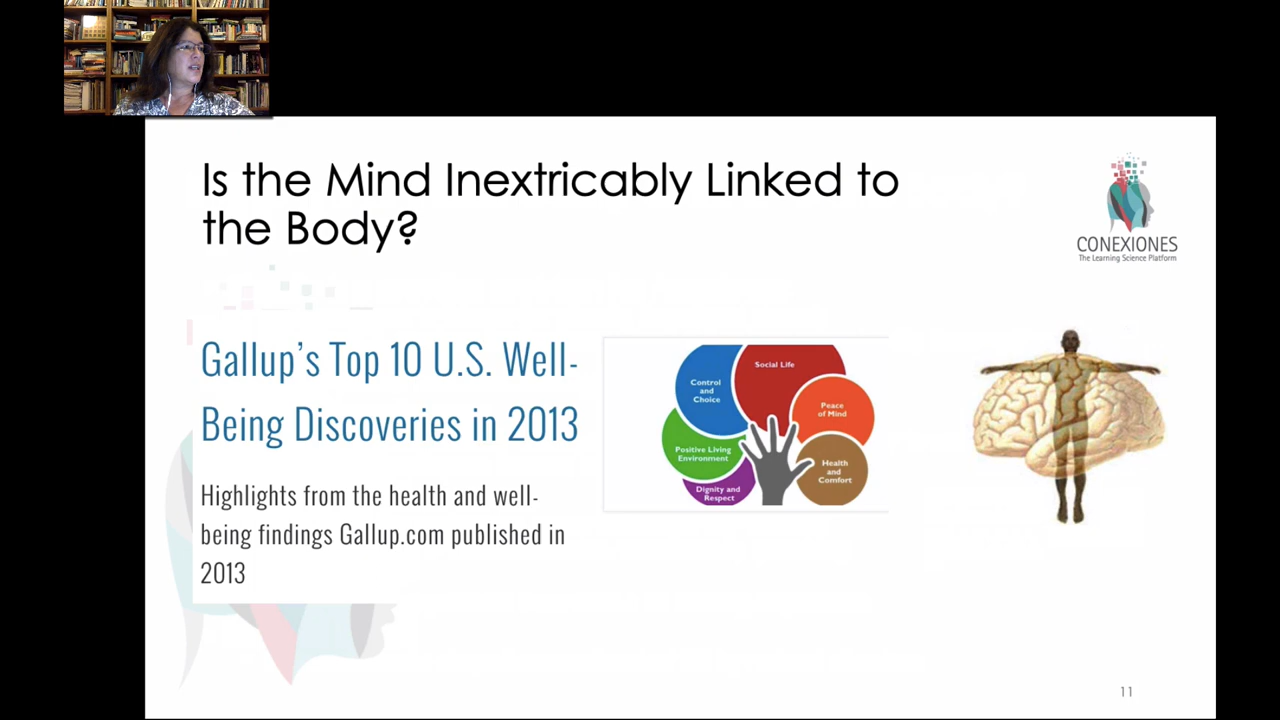 Is the Mind Inextricably Linked to
the Body?
CONEXIONES
The Learning Science Platform
Gallup's Top 10 U.S. Well-
Being Discoveries in 2013
Highlights from the health and well-
being findings Gallup.com published in
2013
Social Life
Control
and
Choice
Peace
of Mind
Positive Living
Environment
Health
and
Comfort
Dignity and
Respect
11